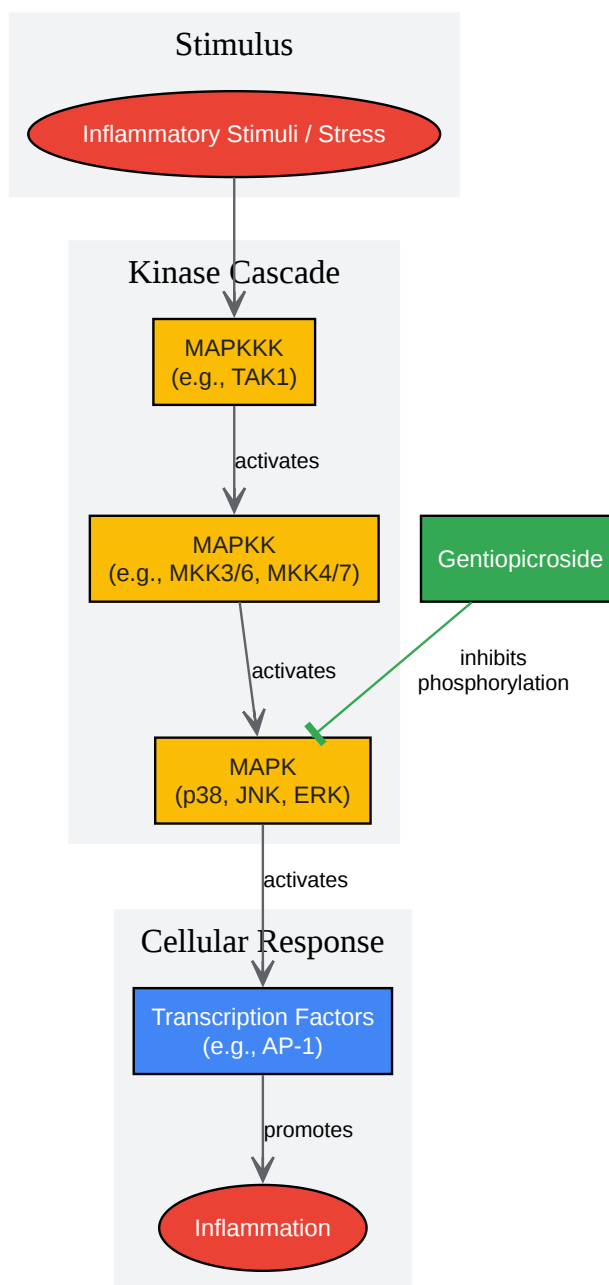 Stimulus
Inflammatory Stimuli / Stress
Kinase Cascade
MAPKKK
(e.g., TAK1)
activates
MAPKK
(e.g., MKK3/6, MKK4/7)
Gentiopicroside
activates
inhibits
phosphorylation
MAPK
(p38, JNK, ERK)
activates
Cellular Response
Transcription Factors
(e.g., AP-1)
promotes
Inflammation